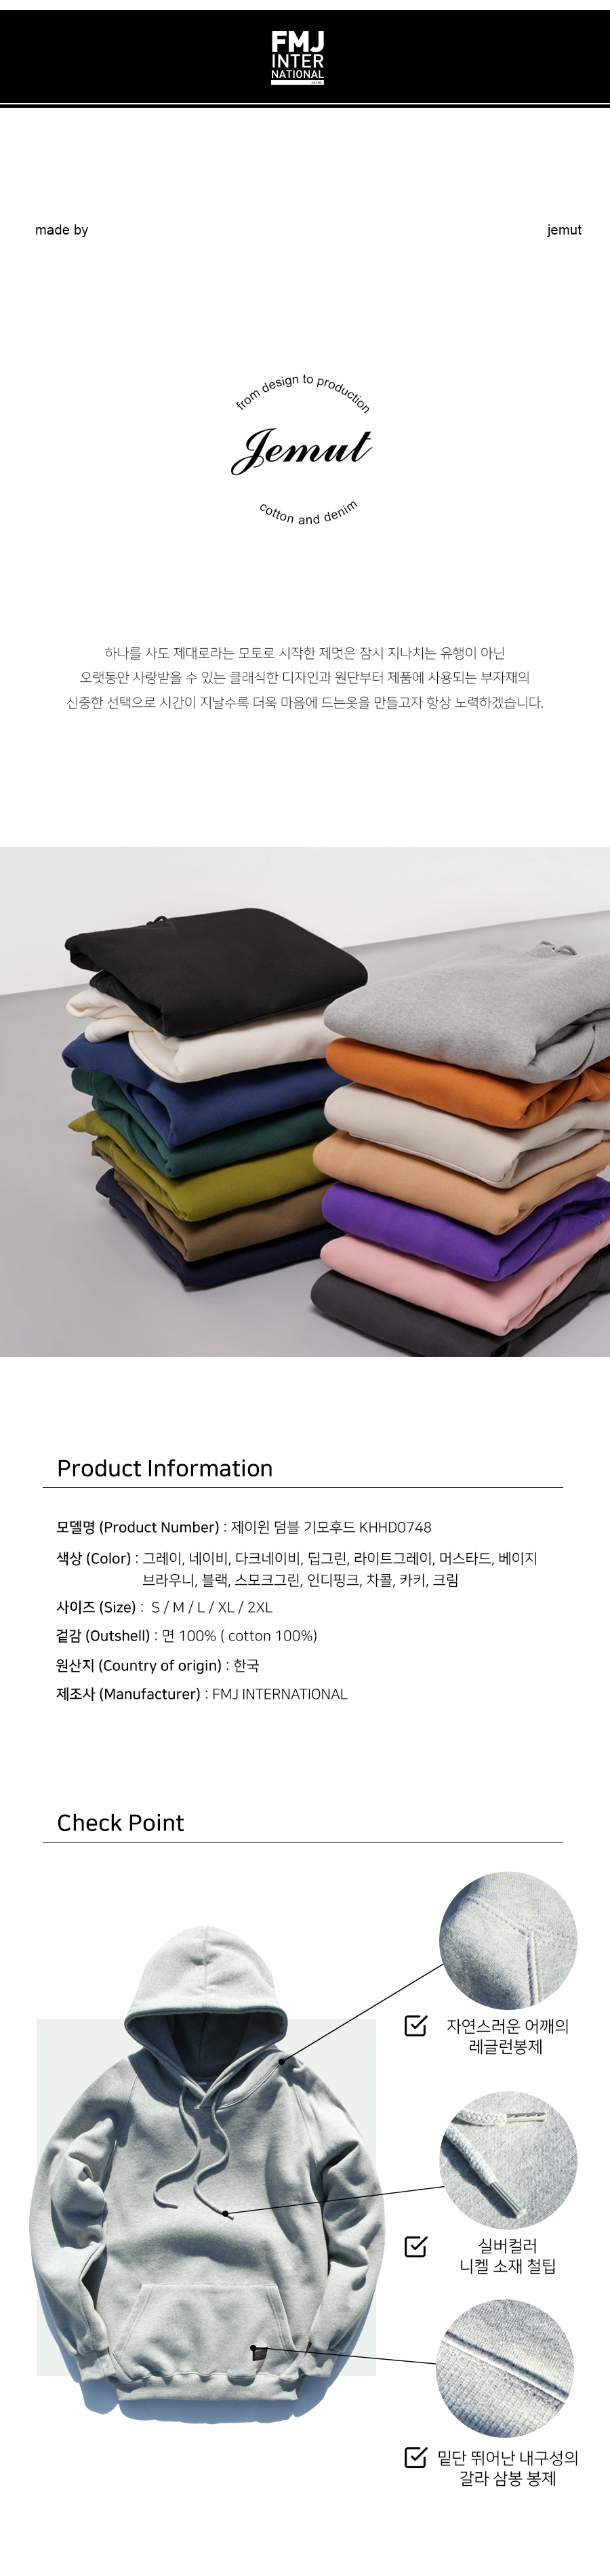 FMJ
INTER
NATIONAL
made by
jemut
from design to production
Jemut
cotton and denim
하나를 사도 제대로라는 모토로 시작한 제멋은 잠시 지나치는 유행이 아닌
오랫동안 사랑받을 수 있는 클래식한 디자인과 원단부터 제품에 사용되는 부자재의
신중한 선택으로 시간이 지날수록 더욱 마음에 드는옷을 만들고자 항상 노력하겠습니다.
Product Information
모델명 (Product Number) : 제이윈 덤블 기모후드 KHHD0748
색상 (Color) : 그레이, 네이비, 다크네이비, 딥그린, 라이트그레이, 머스타드, 베이지
브라우니, 블랙, 스모크그린, 인디핑크, 차콜, 카키, 크림
사이즈 (Size) : S / M / L / XL / 2XL
겉감 (Outshell) : 면 100% ( cotton 100%)
원산지 (Country of origin) : 한국
제조사 (Manufacturer) : FMJ INTERNATIONAL
Check Point
자연스러운 어깨의
레글런봉제
실버컬러
니켈 소재 철팁
밑단 뛰어난 내구성의
갈라 삼봉 봉제